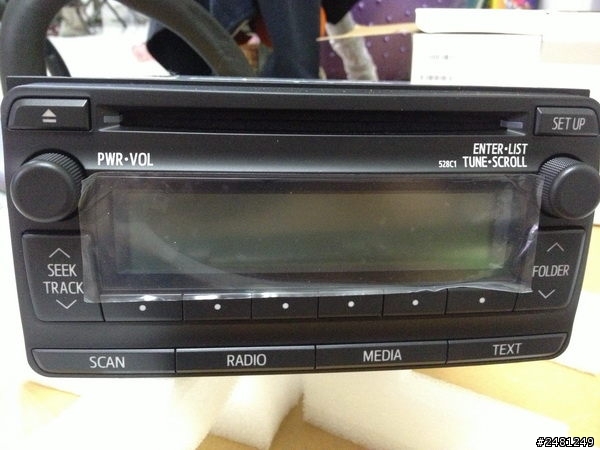 SET UP
PWR•VOL
ENTER•LIST
528C1 TUNE•SCROLL
SEEK
TRACK
FOLDER
SCAN
RADIO
MEDIA
TEXT
#2481249